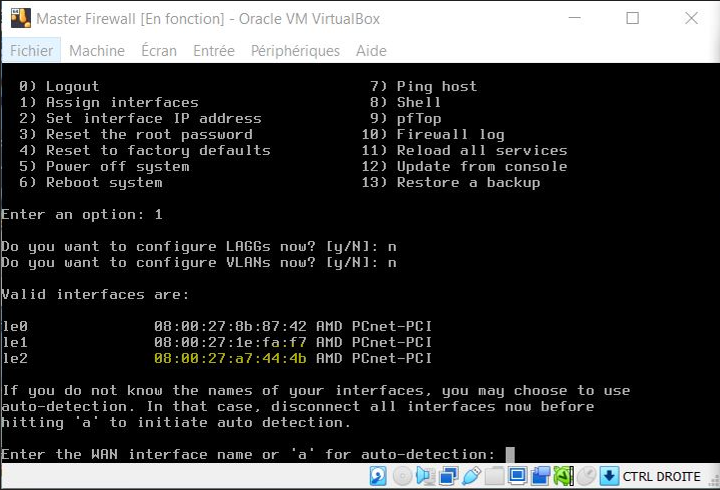 Master Firewall [En fonction] - Oracle VM VirtualBox
Fichier Machine Écran Entrée Périphériques Aide
0) Logout 7) Ping host
1) Assign interfaces 8) Shell
2) Set interface IP address 9) pfTop
3) Reset the root password 10) Firewall log
4) Reset to factory defaults 11) Reload all services
5) Power off system 12) Update from console
6) Reboot system 13) Restore a backup
Enter an option: 1
Do you want to configure LAGGs now? [y/N]: n
Do you want to configure VLANs now? [y/N]: n
Valid interfaces are:
le0 08:00:27:8b:87:42 AMD PCnet-PCI
le1 08:00:27:1e:fa:f7 AMD PCnet-PCI
le2 08:00:27:a7:44:4b AMD PCnet-PCI
If you do not know the names of your interfaces, you may choose to use
auto-detection. In that case, disconnect all interfaces now before
hitting 'a' to initiate auto detection.
Enter the WAN interface name or 'a' for auto-detection:
CTRL DROITE